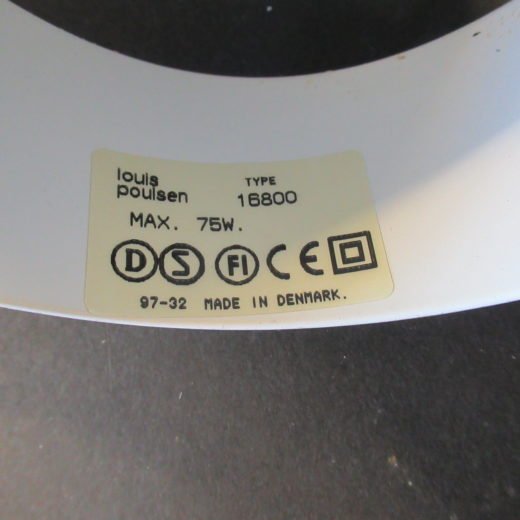 louis poulsen TYPE 16800
MAX. 75W.
D S FI CE
97-32 MADE IN DENMARK.